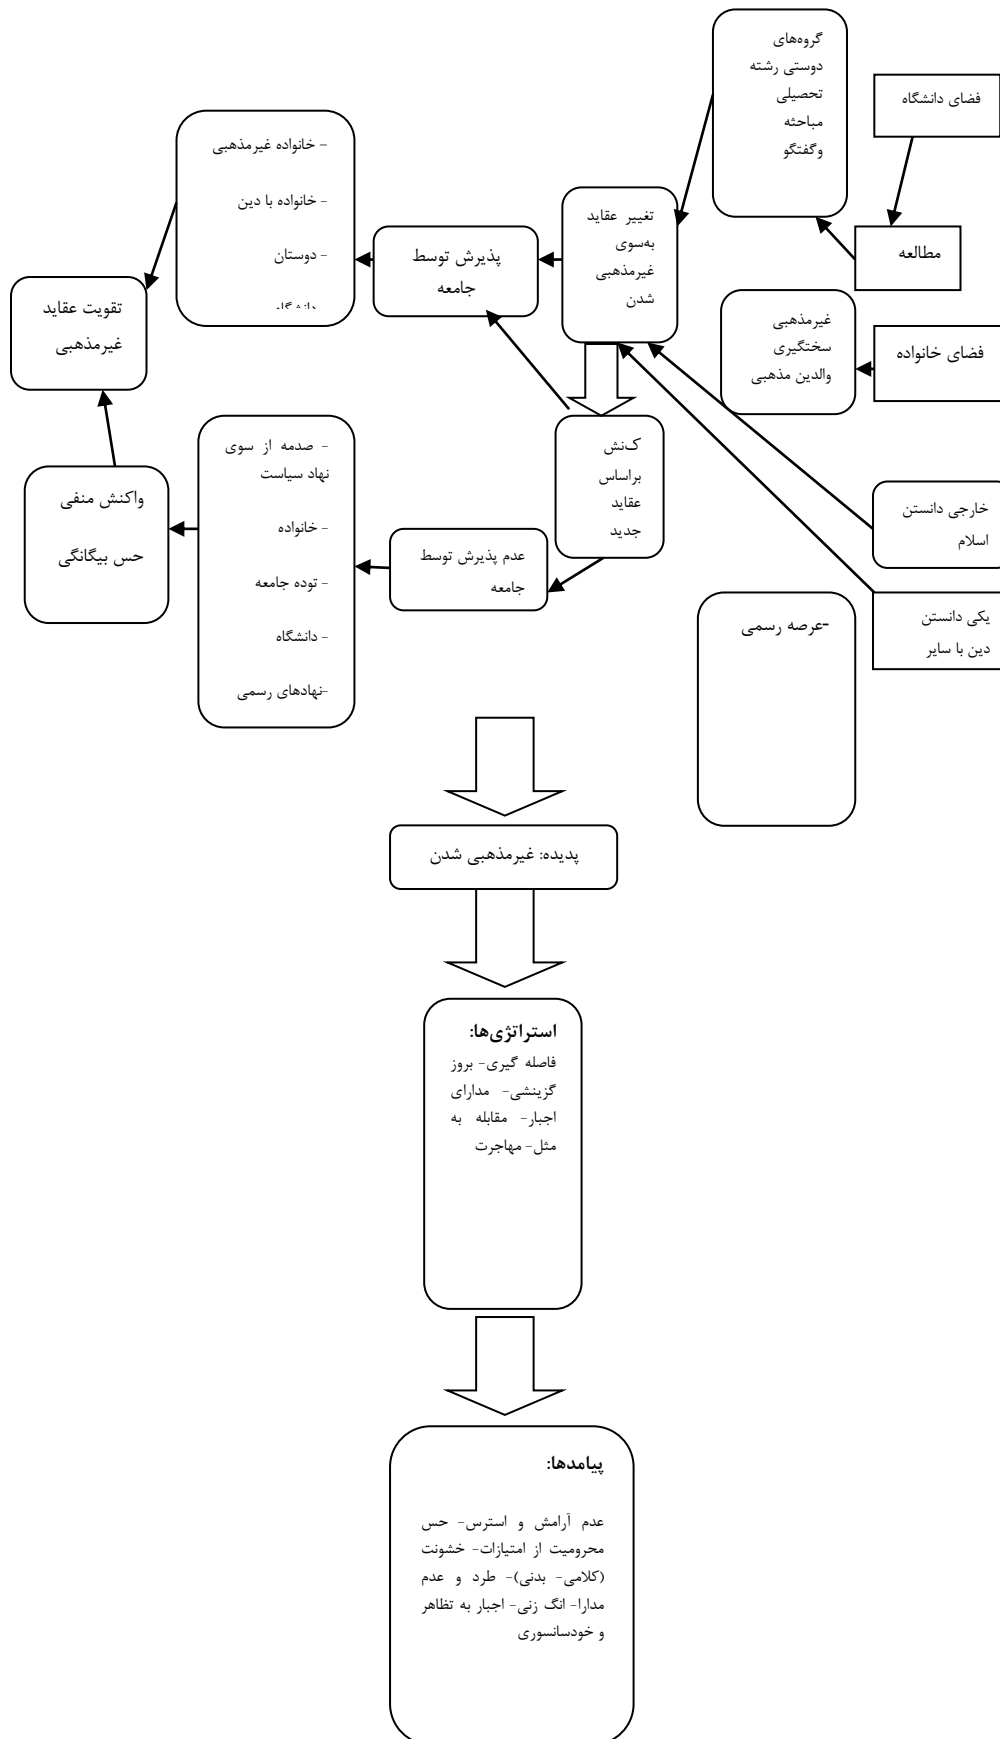 گروه‌های
دوستی رشته
تحصیلی
مباحثه
وگفتگو
فضای دانشگاه
مطالعه
غیرمذهبی
سختگیری
والدین مذهبی
فضای خانواده
خارجی دانستن
اسلام
یکی دانستن
دین با سایر
-عرصه رسمی
تغییر عقاید
به‌سوی
غیرمذهبی
شدن
کنش
براساس
عقاید
جدید
پذیرش توسط
جامعه
عدم پذیرش توسط
جامعه
- خانواده غیرمذهبی
- خانواده با دین
- دوستان
- صدمه از سوی
نهاد سیاست
- خانواده
- توده جامعه
- دانشگاه
-نهادهای رسمی
تقویت عقاید
غیرمذهبی
واکنش منفی
حس بیگانگی
پدیده: غیرمذهبی شدن
استراتژی‌ها:
فاصله گیری- بروز
گزینشی- مدارای
اجبار- مقابله به
مثل- مهاجرت
پیامدها:
عدم آرامش و استرس- حس
محرومیت از امتیازات- خشونت
(کلامی- بدنی)- طرد و عدم
مدارا- انگ زنی- اجبار به تظاهر
و خودسانسوری